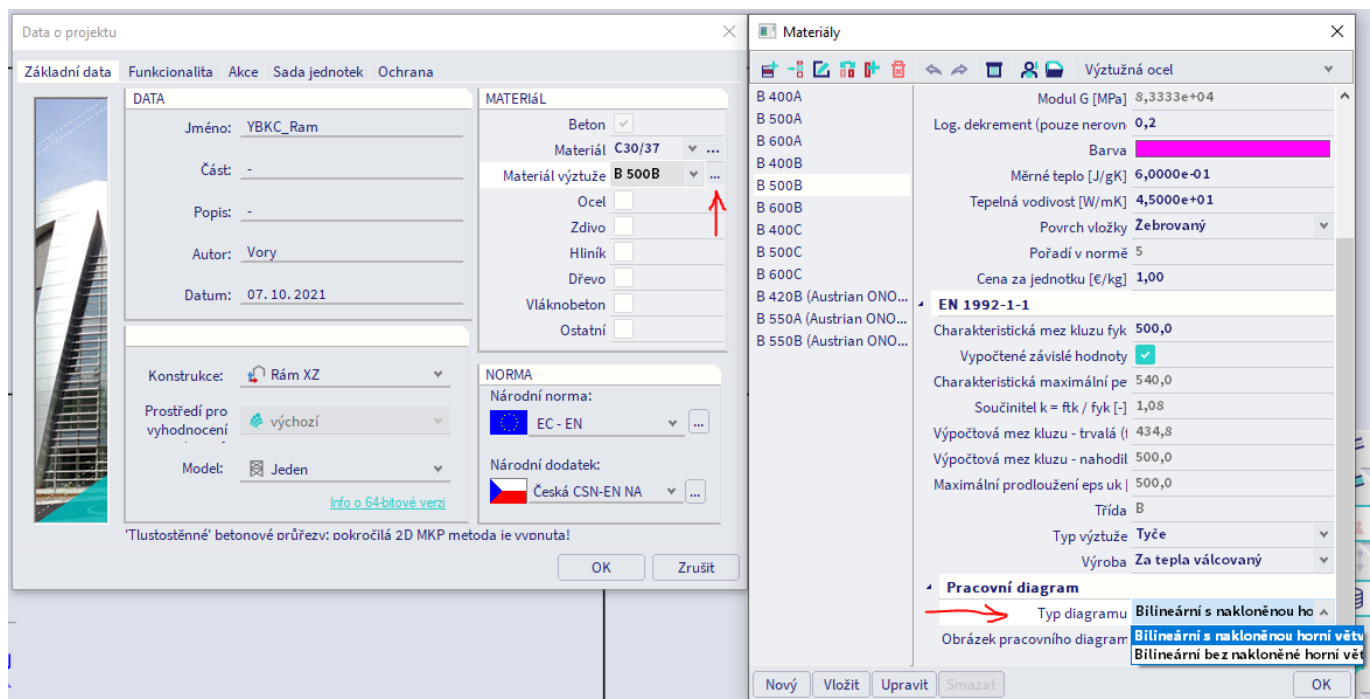 Data o projektu
Základní data Funkcionalita Akce Sada jednotek Ochrana
DATA
Jméno: YBKC_Ram
Část: -
Popis: -
Autor: Vory
Datum: 07. 10. 2021
Konstrukce: Rám XZ
Prostředí pro
vyhodnocení
výchozí
Model: Jeden
Info o 64-bitové verzi
MATERIáL
Beton
Materiál C30/37 ...
Materiál výztuže B 500B ...
Ocel
Zdivo
Hliník
Dřevo
Vláknobeton
Ostatní
NORMA
Národní norma:
EC - EN ...
Národní dodatek:
Česká CSN-EN NA ...
'Tlustostěnné' betonové průřezy: pokročilá 2D MKP metoda je vypnuta!
OK Zrušit
Materiály
Výztužná ocel
B 400A
B 500A
B 600A
B 400B
B 500B
B 600B
B 400C
B 500C
B 600C
B 420B (Austrian ONO...
B 550A (Austrian ONO...
B 550B (Austrian ONO...
Modul G [MPa] 8,3333e+04
Log. dekrement (pouze nerovn 0,2
Barva
Měrné teplo [J/gK] 6,0000e-01
Tepelná vodivost [W/mK] 4,5000e+01
Povrch vložky Žebrovaný
Pořadí v normě 5
Cena za jednotku [€/kg] 1,00
EN 1992-1-1
Charakteristická mez kluzu fyk 500,0
Vypočtené závislé hodnoty
Charakteristická maximální pe 540,0
Součinitel k = ftk / fyk [-] 1,08
Výpočtová mez kluzu - trvalá (f 434,8
Výpočtová mez kluzu - nahodil 500,0
Maximální prodloužení eps uk | 500,0
Třída B
Typ výztuže Tyče
Výroba Za tepla válcovaný
Pracovní diagram
Typ diagramu Bilineární s nakloněnou ho
Obrázek pracovního diagram
Bilineární s nakloněnou horní větv
Bilineární bez nakloněné horní vět
Nový Vložit Upravit Smazat OK